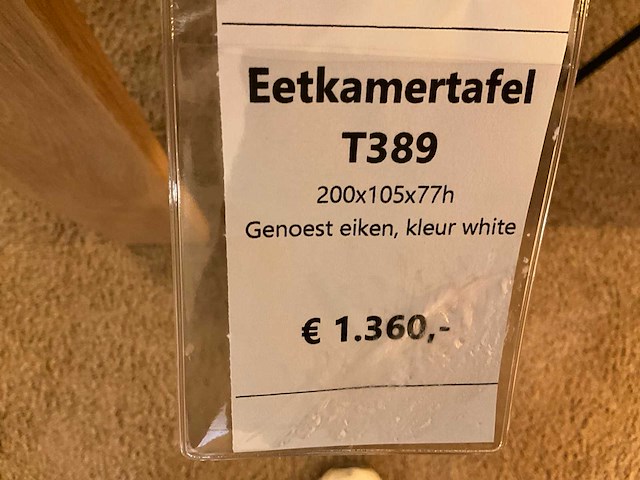 Eetkamertafel
T389
200x105x77h
Genoest eiken, kleur white
€ 1.360,-